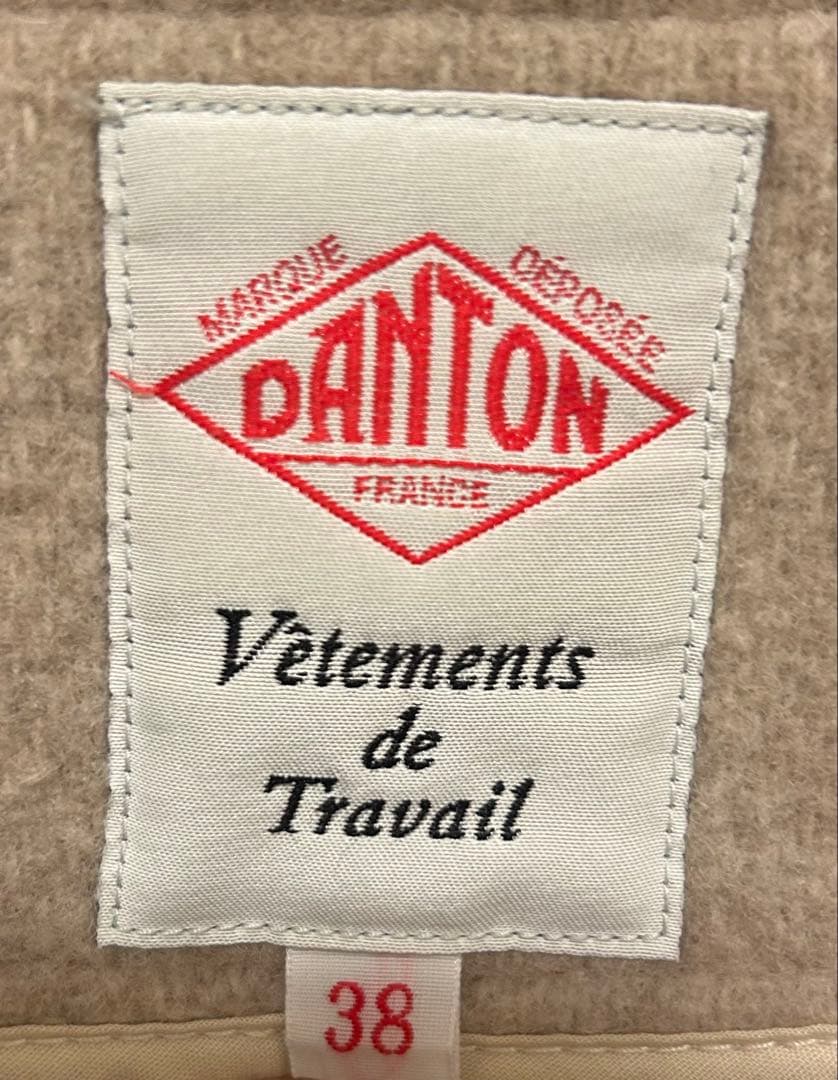 MARQUE DÉPOSÉE
DANTON
FRANCE
Vêtements
de
Travail
38